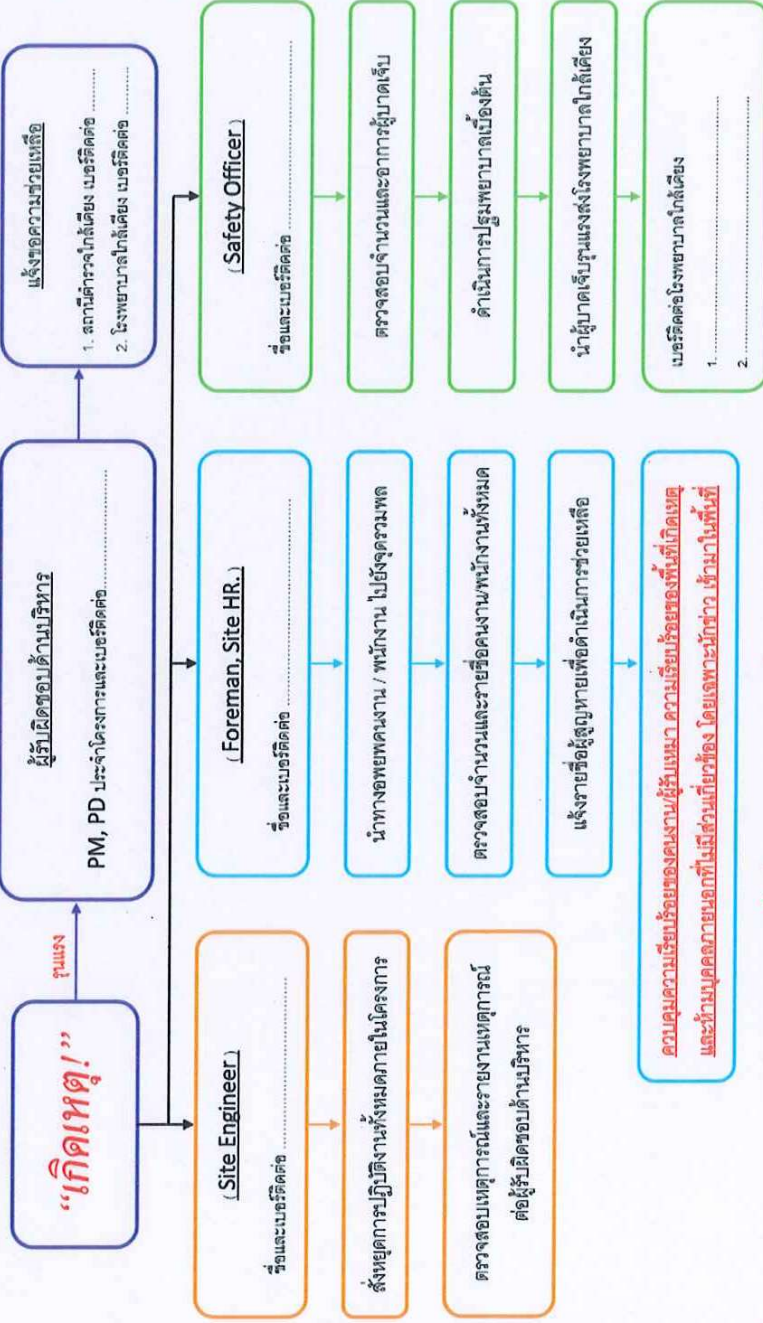 “เกิดเหตุ!”
รุนแรง
ผู้รับผิดชอบด้านบริหาร
PM, PD ประจำโครงการและเบอร์ติดต่อ..............................
แจ้งขอความช่วยเหลือ
1. สถานีตำรวจใกล้เคียง เบอร์ติดต่อ ............
2. โรงพยาบาลใกล้เคียง เบอร์ติดต่อ ............
(Site Engineer)
ชื่อและเบอร์ติดต่อ ..............................
สั่งหยุดการปฏิบัติงานทั้งหมดภายในโครงการ
ตรวจสอบเหตุการณ์และรายงานเหตุการณ์
ต่อผู้รับผิดชอบด้านบริหาร
(Foreman, Site HR.)
ชื่อและเบอร์ติดต่อ ..............................
นำทางอพยพคนงาน / พนักงาน ไปยังจุดรวมพล
ตรวจสอบจำนวนและรายชื่อคนงาน/พนักงานทั้งหมด
แจ้งรายชื่อผู้สูญหายเพื่อดำเนินการช่วยเหลือ
ควบคุมความเรียบร้อยของคนงาน/ผู้รับเหมา ความเรียบร้อยของพื้นที่เกิดเหตุ
และห้ามบุคคลภายนอกที่ไม่มีส่วนเกี่ยวข้อง โดยเฉพาะนักข่าว เข้ามาในพื้นที่
(Safety Officer)
ชื่อและเบอร์ติดต่อ ..............................
ตรวจสอบจำนวนและอาการผู้บาดเจ็บ
ดำเนินการปฐมพยาบาลเบื้องต้น
นำผู้บาดเจ็บรุนแรงส่งโรงพยาบาลใกล้เคียง
เบอร์ติดต่อโรงพยาบาลใกล้เคียง
1. ..............................
2. ..............................